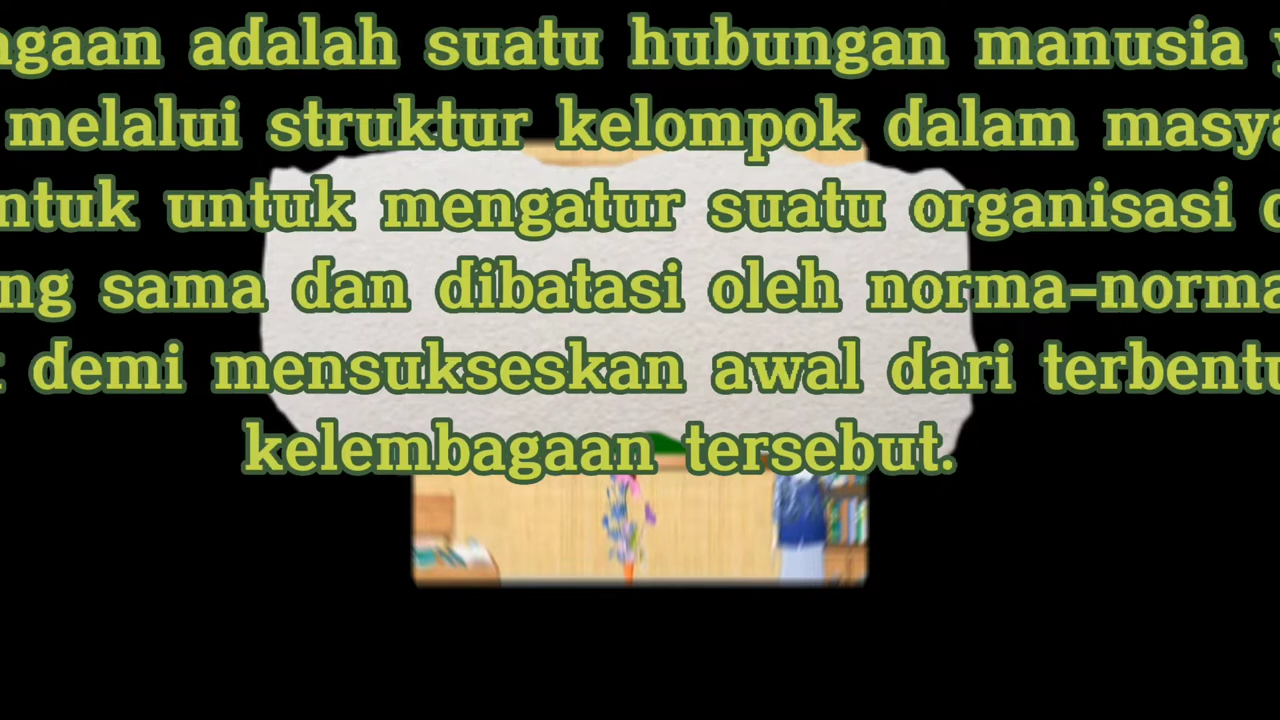 agaan adalah suatu hubungan manusia
melalui struktur kelompok dalam masya
ntuk untuk mengatur suatu organisasi
ng sama dan dibatasi oleh norma-norma
demi mensukseskan awal dari terbentu
kelembagaan tersebut.